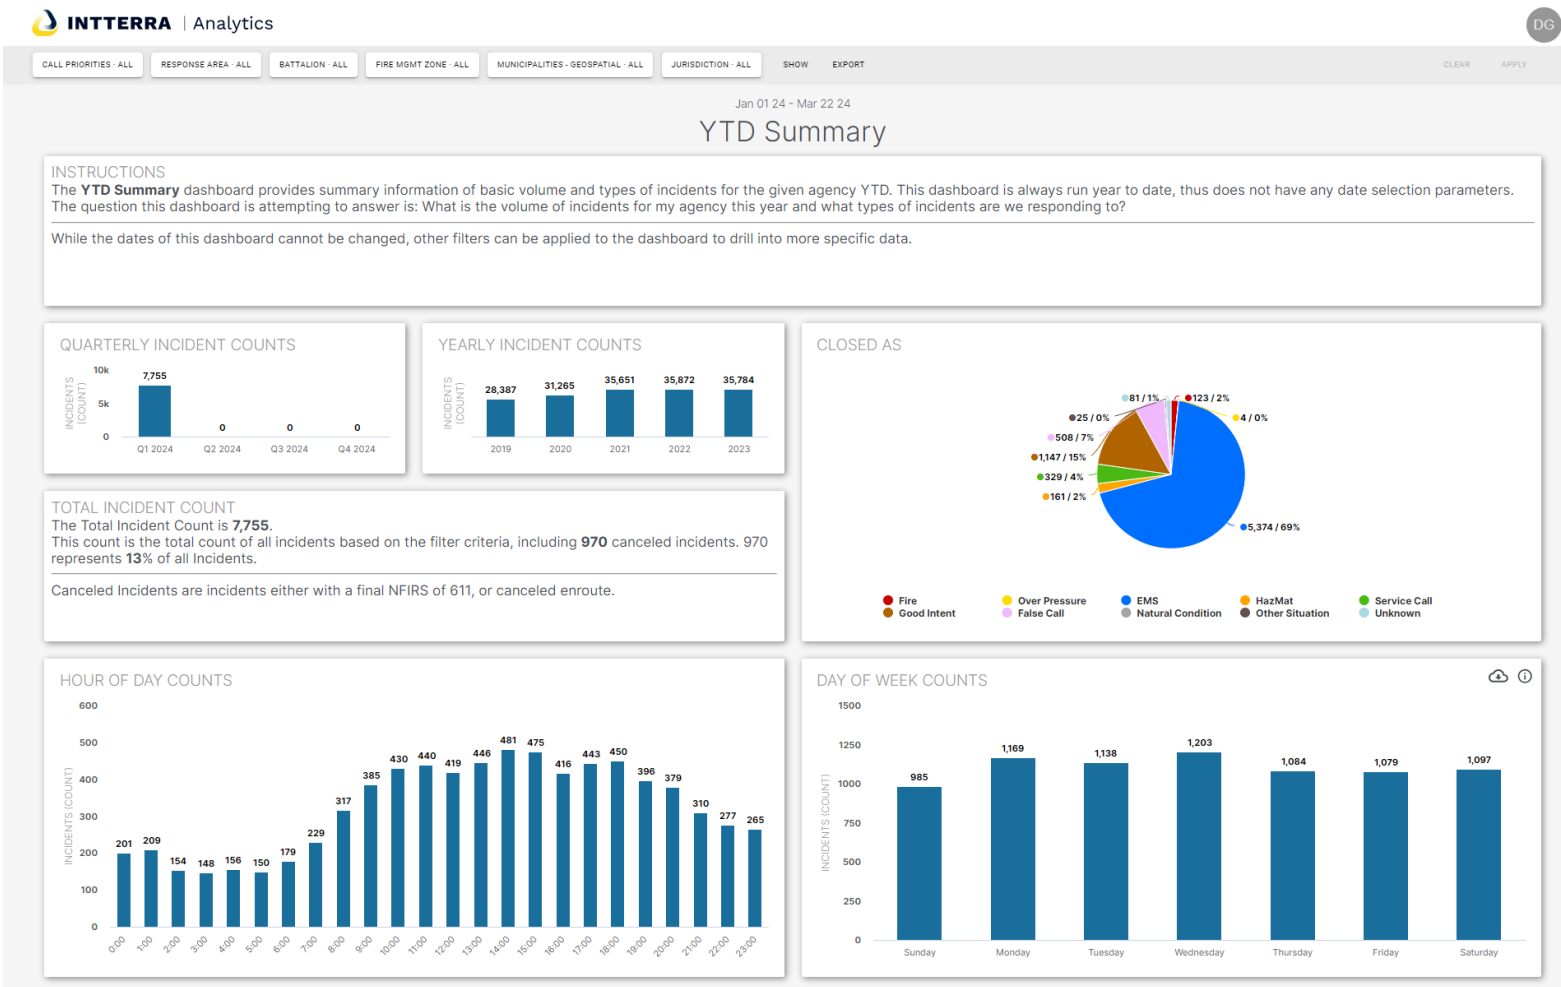 INTTERRA | Analytics
DG
CALL PRIORITIES - ALL
RESPONSE AREA - ALL
BATTALION - ALL
FIRE MGMT ZONE - ALL
MUNICIPALITIES - GEOSPATIAL - ALL
JURISDICTION - ALL
SHOW
EXPORT
CLEAR
APPLY
Jan 01 24 - Mar 22 24
YTD Summary
INSTRUCTIONS
The YTD Summary dashboard provides summary information of basic volume and types of incidents for the given agency YTD. This dashboard is always run year to date, thus does not have any date selection parameters.
The question this dashboard is attempting to answer is: What is the volume of incidents for my agency this year and what types of incidents are we responding to?
While the dates of this dashboard cannot be changed, other filters can be applied to the dashboard to drill into more specific data.
QUARTERLY INCIDENT COUNTS
INCIDENTS
(COUNT)
10k
5k
0
7,755
0
0
0
Q1 2024
Q2 2024
Q3 2024
Q4 2024
YEARLY INCIDENT COUNTS
INCIDENTS
(COUNT)
28,387
31,265
35,651
35,872
35,784
2019
2020
2021
2022
2023
CLOSED AS
81 / 1%
123 / 2%
25 / 0%
4 / 0%
508 / 7%
1,147 / 15%
329 / 4%
161 / 2%
5,374 / 69%
Fire
Over Pressure
EMS
HazMat
Service Call
Good Intent
False Call
Natural Condition
Other Situation
Unknown
TOTAL INCIDENT COUNT
The Total Incident Count is 7,755.
This count is the total count of all incidents based on the filter criteria, including 970 canceled incidents. 970
represents 13% of all Incidents.
Canceled Incidents are incidents either with a final NFIRS of 611, or canceled enroute.
HOUR OF DAY COUNTS
INCIDENTS (COUNT)
600
500
400
300
200
100
0
201
209
154
148
156
150
179
229
317
385
430
440
419
446
481
475
416
443
450
396
379
310
277
265
0:00
1:00
2:00
3:00
4:00
5:00
6:00
7:00
8:00
9:00
10:00
11:00
12:00
13:00
14:00
15:00
16:00
17:00
18:00
19:00
20:00
21:00
22:00
23:00
DAY OF WEEK COUNTS
INCIDENTS (COUNT)
1500
1250
1000
750
500
250
0
985
1,169
1,138
1,203
1,084
1,079
1,097
Sunday
Monday
Tuesday
Wednesday
Thursday
Friday
Saturday